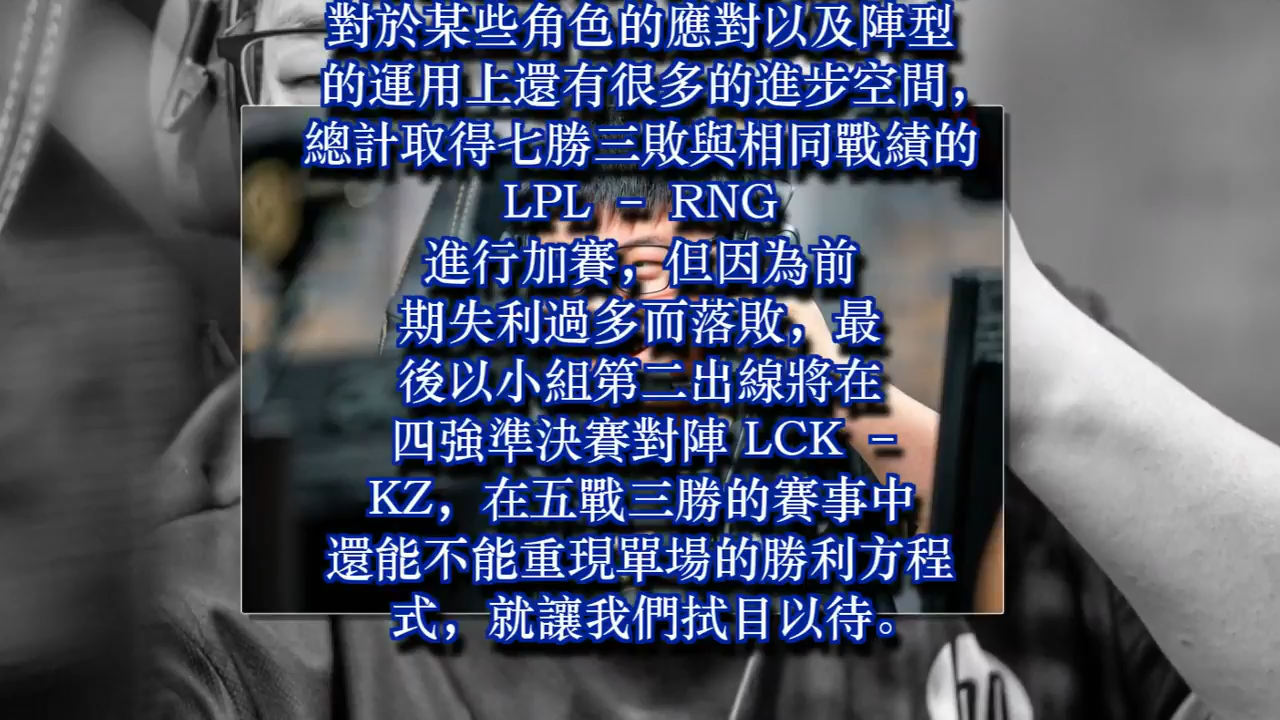 對於某些角色的應對以及陣型
的運用上還有很多的進步空間，
總計取得七勝三敗與相同戰績的
LPL － RNG
進行加賽，但因為前
期失利過多而落敗，最
後以小組第二出線將在
四強準決賽對陣 LCK －
KZ，在五戰三勝的賽事中
還能不能重現單場的勝利方程
式，就讓我們拭目以待。